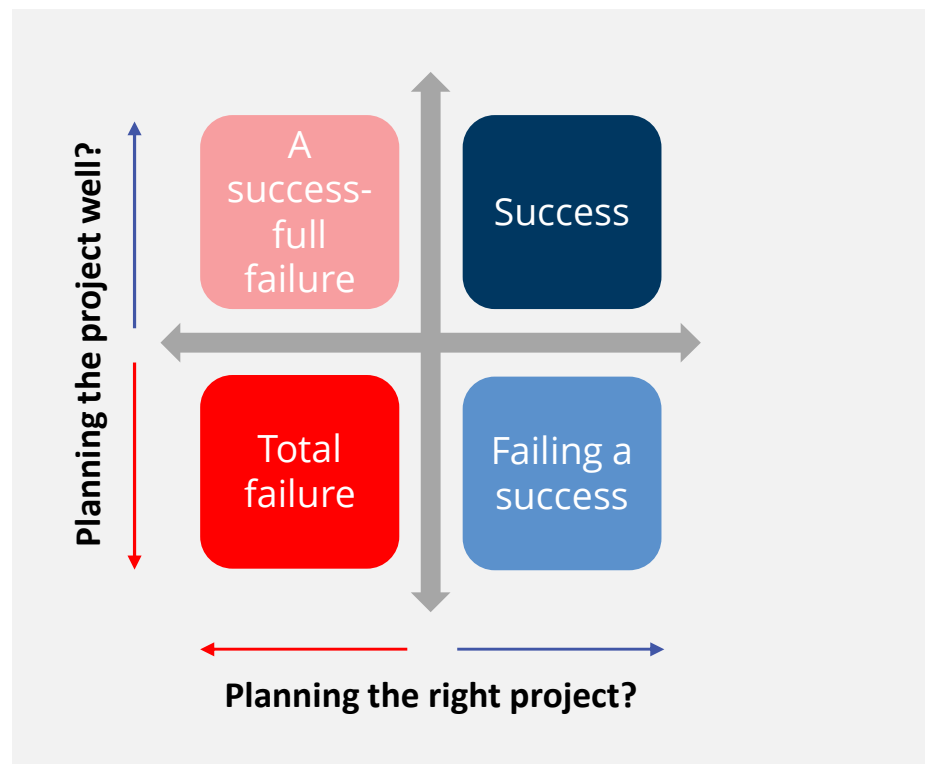 Planning the project well?
A
success-
full
failure
Success
Total
failure
Failing a
success
Planning the right project?